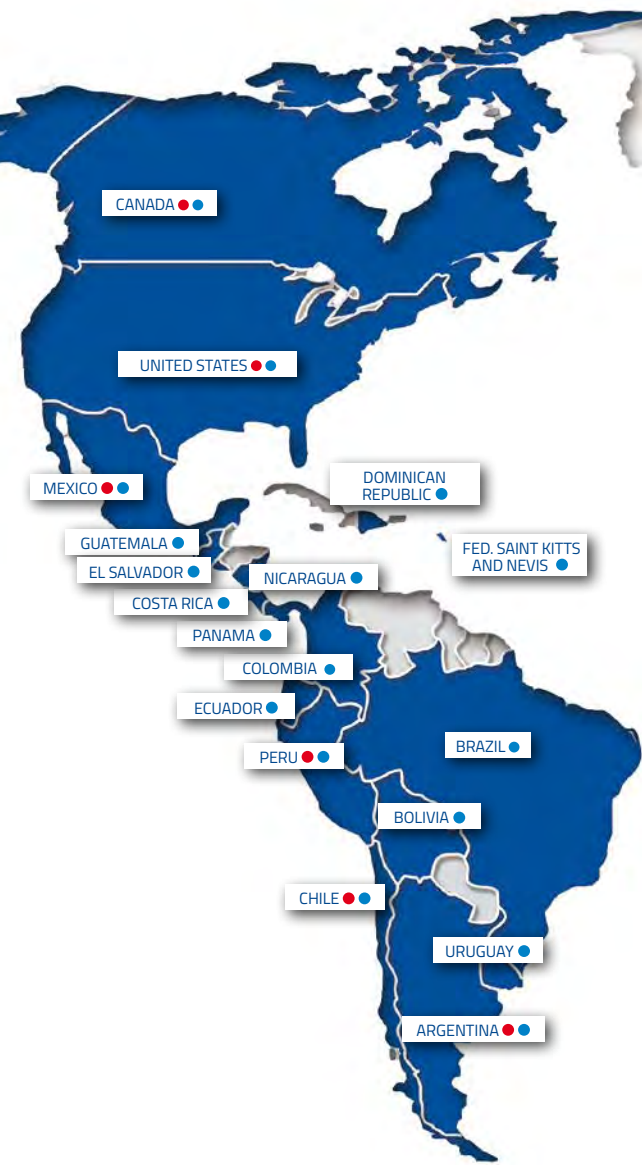 CANADA
UNITED STATES
MEXICO
DOMINICAN
REPUBLIC
GUATEMALA
FED. SAINT KITTS
AND NEVIS
EL SALVADOR
NICARAGUA
COSTA RICA
PANAMA
COLOMBIA
ECUADOR
BRAZIL
PERU
BOLIVIA
CHILE
URUGUAY
ARGENTINA